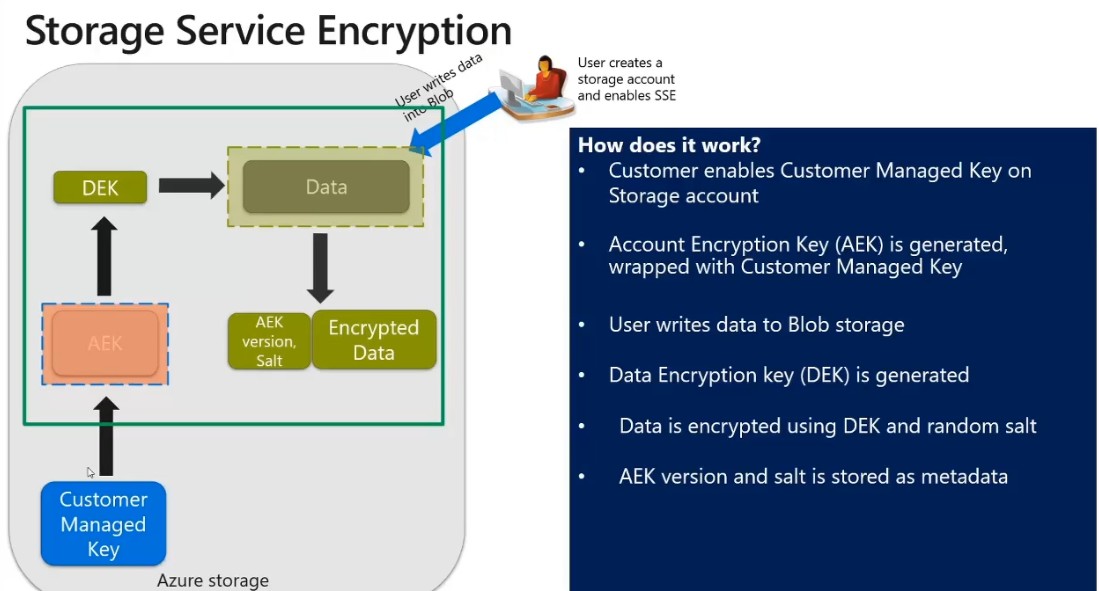 Storage Service Encryption
User writes data
into Blob
User creates a
storage account
and enables SSE
DEK
Data
AEK
AEK
version,
Salt
Encrypted
Data
Customer
Managed
Key
Azure storage
How does it work?
• Customer enables Customer Managed Key on
Storage account
• Account Encryption Key (AEK) is generated,
wrapped with Customer Managed Key
• User writes data to Blob storage
• Data Encryption key (DEK) is generated
• Data is encrypted using DEK and random salt
• AEK version and salt is stored as metadata